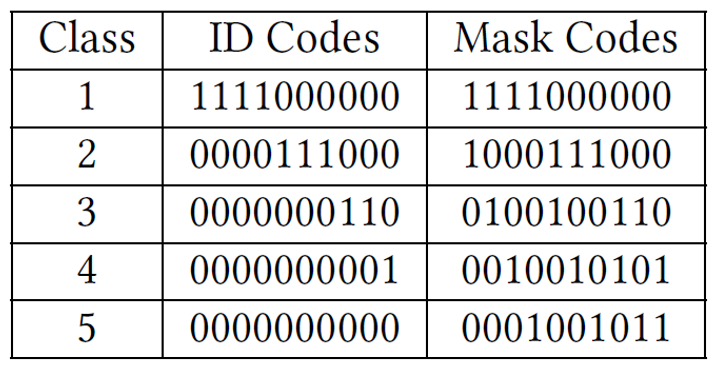 Class ID Codes Mask Codes
1 1111000000 1111000000
2 0000111000 1000111000
3 0000000110 0100100110
4 0000000001 0010010101
5 0000000000 0001001011